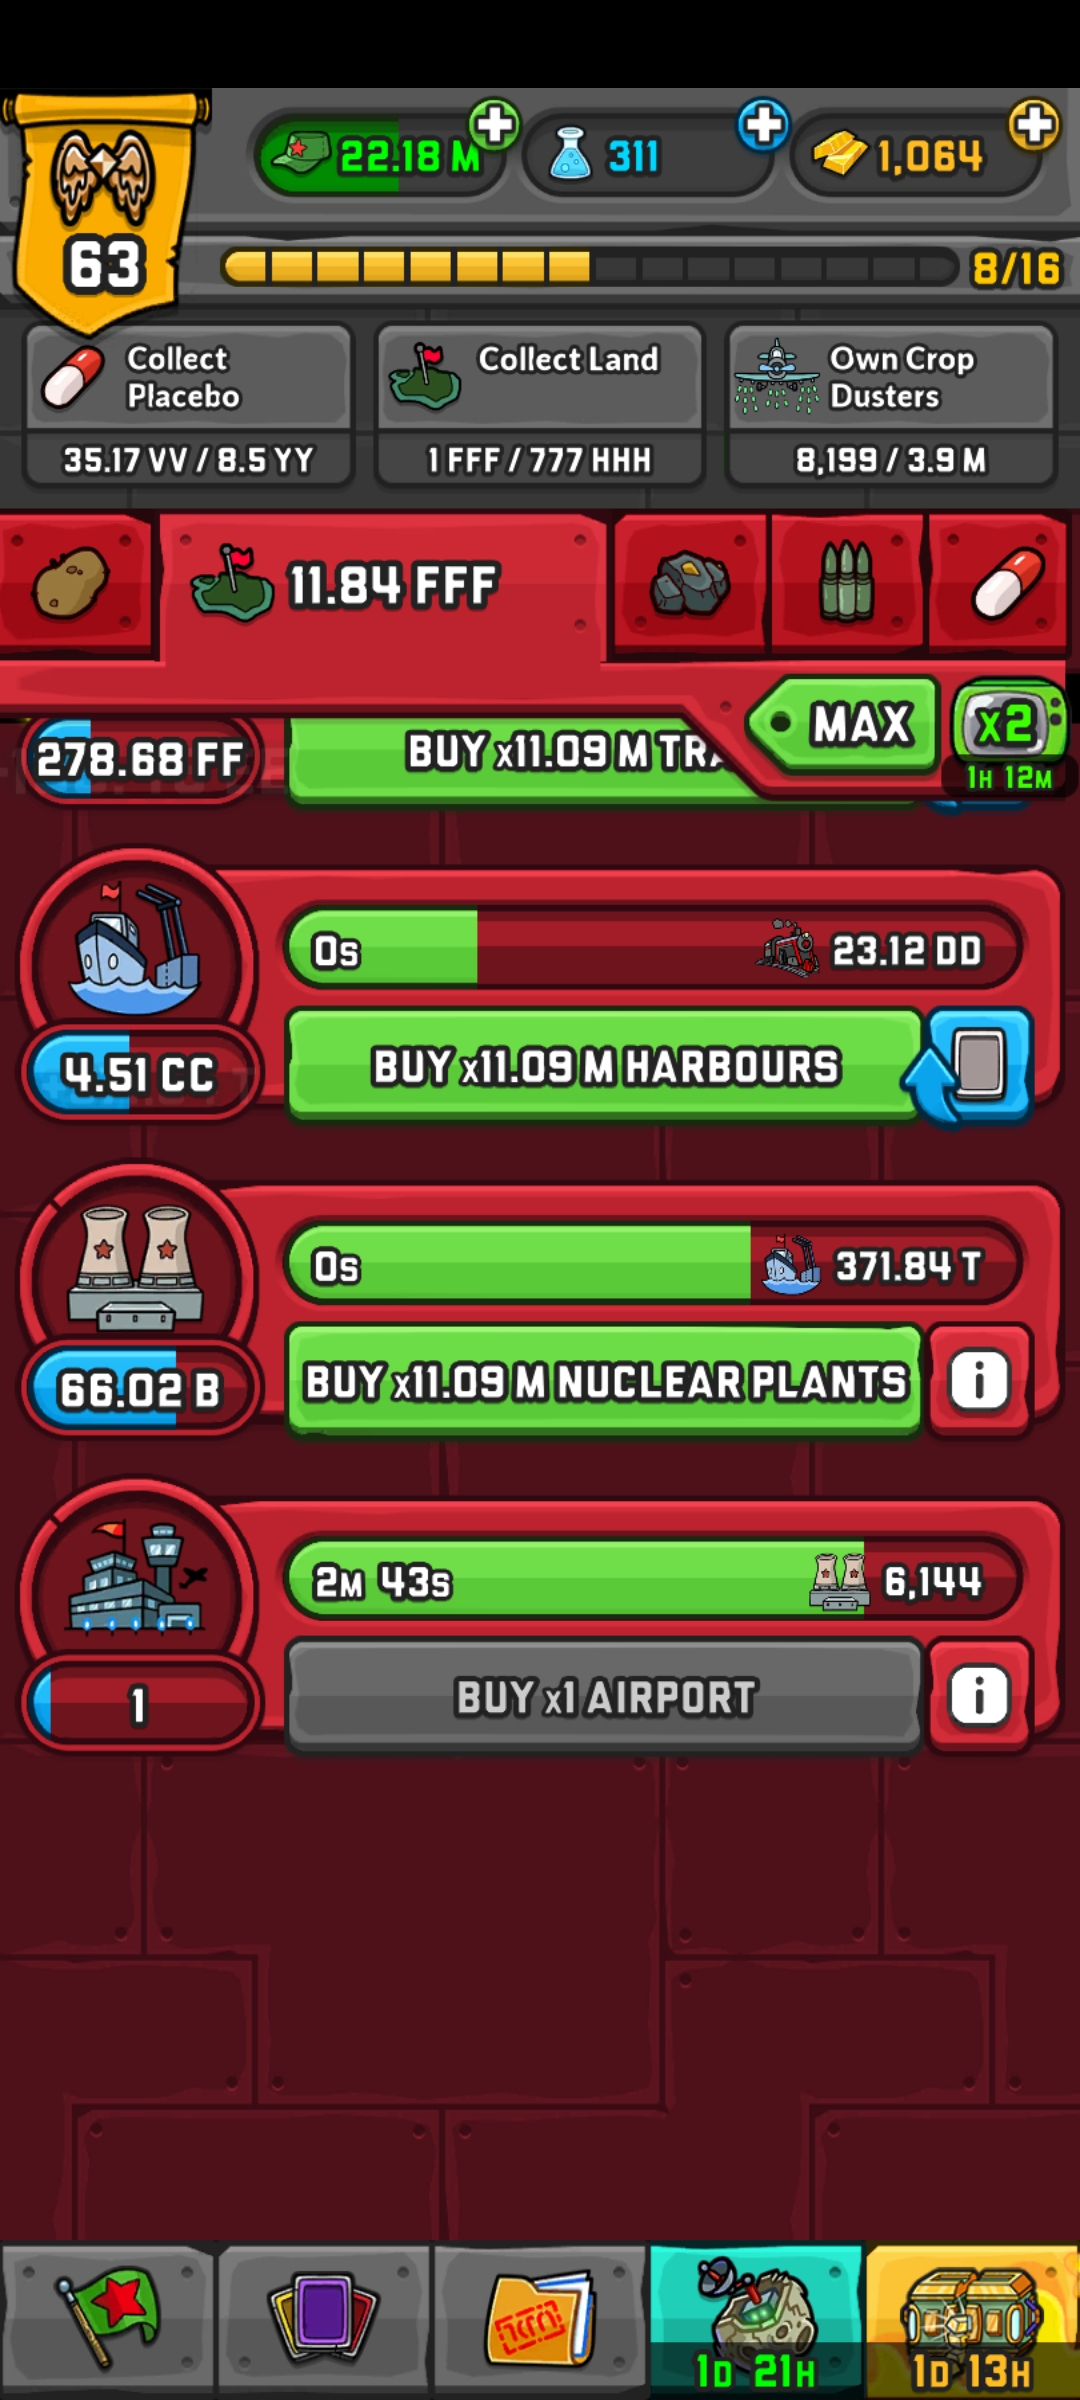 22.18 M
311
1,064
63
8/16
Collect Placebo
35.17 VV / 8.5 YY
Collect Land
1 FFF / 777 HHH
Own Crop Dusters
8,199 / 3.9 M
11.84 FFF
MAX
x2
1H 12M
278.68 FF
BUY x11.09 M
0s
23.12 DD
4.51 CC
BUY x11.09 M HARBOURS
0s
371.84 T
66.02 B
BUY x11.09 M NUCLEAR PLANTS
i
2M 43s
6,144
1
BUY x1 AIRPORT
i
1D 21H
1D 13H